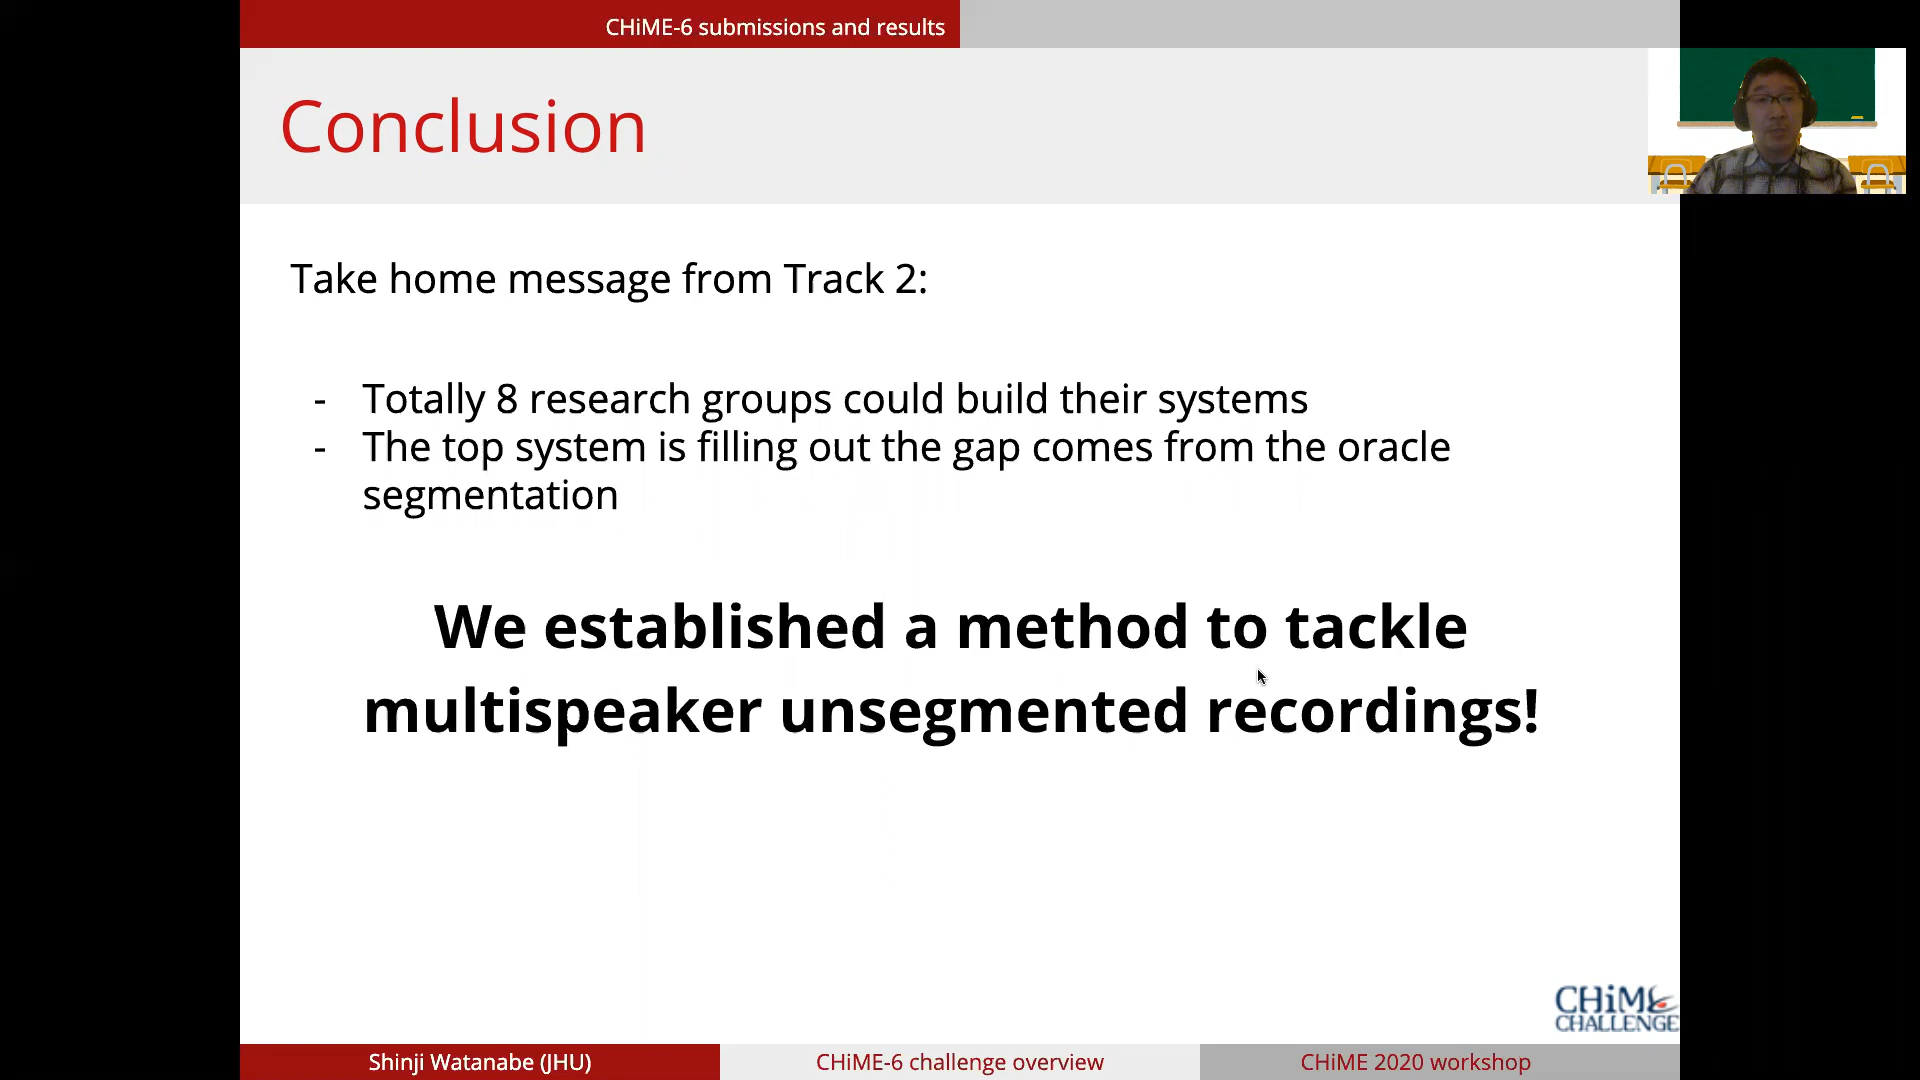 CHiME-6 submissions and results
Conclusion
Take home message from Track 2:
- Totally 8 research groups could build their systems
- The top system is filling out the gap comes from the oracle
segmentation
We established a method to tackle
multispeaker unsegmented recordings!
CHiME
CHALLENGE
Shinji Watanabe (JHU)
CHiME-6 challenge overview
CHiME 2020 workshop